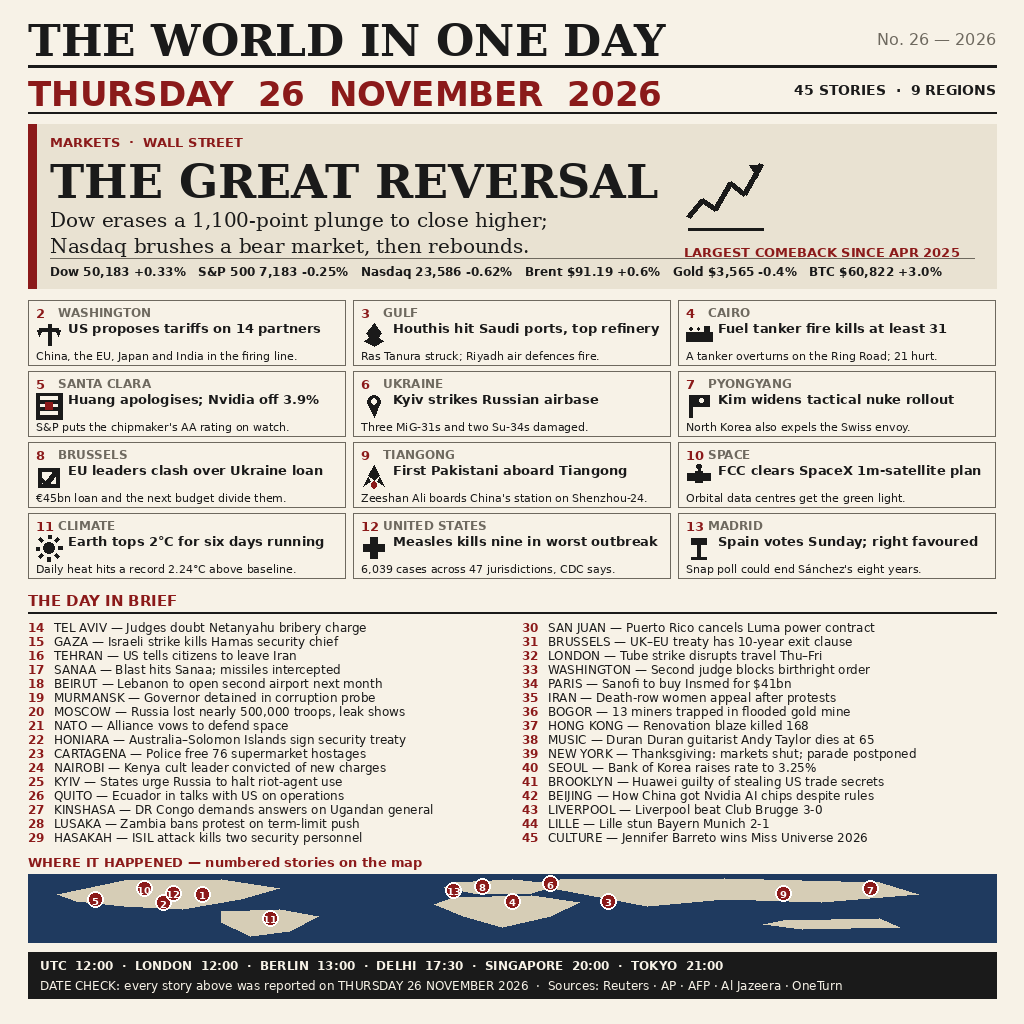 THE WORLD IN ONE DAY
No. 26 — 2026
THURSDAY 26 NOVEMBER 2026
45 STORIES · 9 REGIONS
MARKETS · WALL STREET
THE GREAT REVERSAL
Dow erases a 1,100-point plunge to close higher;
Nasdaq brushes a bear market, then rebounds.
LARGEST COMEBACK SINCE APR 2025
Dow 50,183 +0.33% S&P 500 7,183 -0.25% Nasdaq 23,586 -0.62% Brent $91.19 +0.6% Gold $3,565 -0.4% BTC $60,822 +3.0%
2 WASHINGTON
US proposes tariffs on 14 partners
China, the EU, Japan and India in the firing line.
3 GULF
Houthis hit Saudi ports, top refinery
Ras Tanura struck; Riyadh air defences fire.
4 CAIRO
Fuel tanker fire kills at least 31
A tanker overturns on the Ring Road; 21 hurt.
5 SANTA CLARA
Huang apologises; Nvidia off 3.9%
S&P puts the chipmaker's AA rating on watch.
6 UKRAINE
Kyiv strikes Russian airbase
Three MiG-31s and two Su-34s damaged.
7 PYONGYANG
Kim widens tactical nuke rollout
North Korea also expels the Swiss envoy.
8 BRUSSELS
EU leaders clash over Ukraine loan
€45bn loan and the next budget divide them.
9 TIANGONG
First Pakistani aboard Tiangong
Zeeshan Ali boards China's station on Shenzhou-24.
10 SPACE
FCC clears SpaceX 1m-satellite plan
Orbital data centres get the green light.
11 CLIMATE
Earth tops 2°C for six days running
Daily heat hits a record 2.24°C above baseline.
12 UNITED STATES
Measles kills nine in worst outbreak
6,039 cases across 47 jurisdictions, CDC says.
13 MADRID
Spain votes Sunday; right favoured
Snap poll could end Sánchez's eight years.
THE DAY IN BRIEF
14 TEL AVIV — Judges doubt Netanyahu bribery charge
15 GAZA — Israeli strike kills Hamas security chief
16 TEHRAN — US tells citizens to leave Iran
17 SANAA — Blast hits Sanaa; missiles intercepted
18 BEIRUT — Lebanon to open second airport next month
19 MURMANSK — Governor detained in corruption probe
20 MOSCOW — Russia lost nearly 500,000 troops, leak shows
21 NATO — Alliance vows to defend space
22 HONIARA — Australia–Solomon Islands sign security treaty
23 CARTAGENA — Police free 76 supermarket hostages
24 NAIROBI — Kenya cult leader convicted of new charges
25 KYIV — States urge Russia to halt riot-agent use
26 QUITO — Ecuador in talks with US on operations
27 KINSHASA — DR Congo demands answers on Ugandan general
28 LUSAKA — Zambia bans protest on term-limit push
29 HASAKAH — ISIL attack kills two security personnel
30 SAN JUAN — Puerto Rico cancels Luma power contract
31 BRUSSELS — UK–EU treaty has 10-year exit clause
32 LONDON — Tube strike disrupts travel Thu–Fri
33 WASHINGTON — Second judge blocks birthright order
34 PARIS — Sanofi to buy Insmed for $41bn
35 IRAN — Death-row women appeal after protests
36 BOGOR — 13 miners trapped in flooded gold mine
37 HONG KONG — Renovation blaze killed 168
38 MUSIC — Duran Duran guitarist Andy Taylor dies at 65
39 NEW YORK — Thanksgiving: markets shut; parade postponed
40 SEOUL — Bank of Korea raises rate to 3.25%
41 BROOKLYN — Huawei guilty of stealing US trade secrets
42 BEIJING — How China got Nvidia AI chips despite rules
43 LIVERPOOL — Liverpool beat Club Brugge 3-0
44 LILLE — Lille stun Bayern Munich 2-1
45 CULTURE — Jennifer Barreto wins Miss Universe 2026
WHERE IT HAPPENED — numbered stories on the map
5 10 2 12 1 11 13 8 4 6 3 9 7
UTC 12:00 · LONDON 12:00 · BERLIN 13:00 · DELHI 17:30 · SINGAPORE 20:00 · TOKYO 21:00
DATE CHECK: every story above was reported on THURSDAY 26 NOVEMBER 2026 · Sources: Reuters · AP · AFP · Al Jazeera · OneTurn